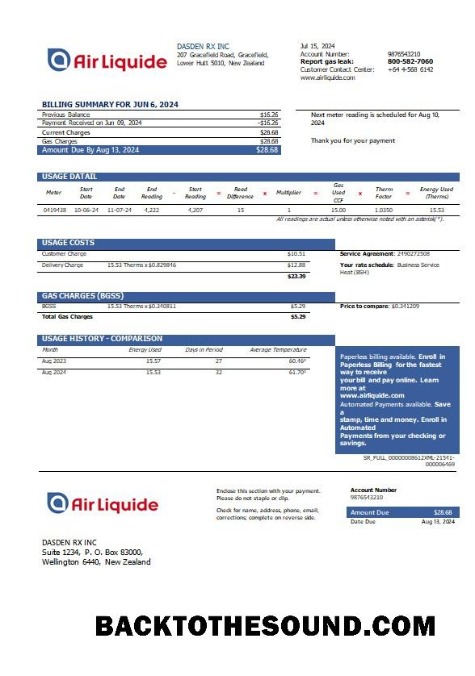 Air Liquide
DASDEN RX INC
207 Gracefield Road, Gracefield,
Lower Hutt 5010, New Zealand
Jul 15, 2024
Account Number: 9876543210
Report gas leak: 800-582-7060
Customer Contact Center: +64 4-568 6142
www.airliquide.com
BILLING SUMMARY FOR JUN 6, 2024
Previous Balance $16.26
Payment Received on Jun 09, 2024 -$16.26
Current Charges $28.68
Gas Charges $28.68
Amount Due By Aug 13, 2024 $28.68
Next meter reading is scheduled for Aug 10,
2024
Thank you for your payment
USAGE DATAIL
Meter Start Date End Date End Reading - Start Reading = Read Difference x Multiplier = Gas Used CCF x Therm Factor = Energy Used (Therms)
0419438 10-06-24 11-07-24 4,222 4,207 15 1 15.00 1.0350 15.53
All readings are actual unless otherwise noted with an asterisk(*).
USAGE COSTS
Customer Charge $10.51
Delivery Charge 15.53 Therms x $0.829846 $12.88
$23.39
Service Agreement: 2490272508
Your rate schedule: Business Service
Heat (BSH)
GAS CHARGES (BGSS)
BGSS 15.53 Therms x $0.340811 $5.29
Total Gas Charges $5.29
Price to compare: $0.341209
USAGE HISTORY - COMPARISON
Month Energy Used Days in Period Average Temperature
Aug 2023 15.57 27 60.46°
Aug 2024 15.53 32 61.70°
Paperless billing available. Enroll in
Paperless Billing for the fastest
way to receive
your bill and pay online. Learn
more at
www.airliquide.com
Automated Payments available. Save
a
stamp, time and money. Enroll in
Automated
Payments from your checking or
savings.
000006469
Air Liquide
Enclose this section with your payment.
Please do not staple or clip.
Check for name, address, phone, email,
corrections, complete on reverse side.
Account Number
9876543210
Amount Due $28.68
Date Due Aug 13, 2024
DASDEN RX INC
Suite 1234, P. O. Box 83000,
Wellington 6440, New Zealand
BACKTOTHESOUND.COM